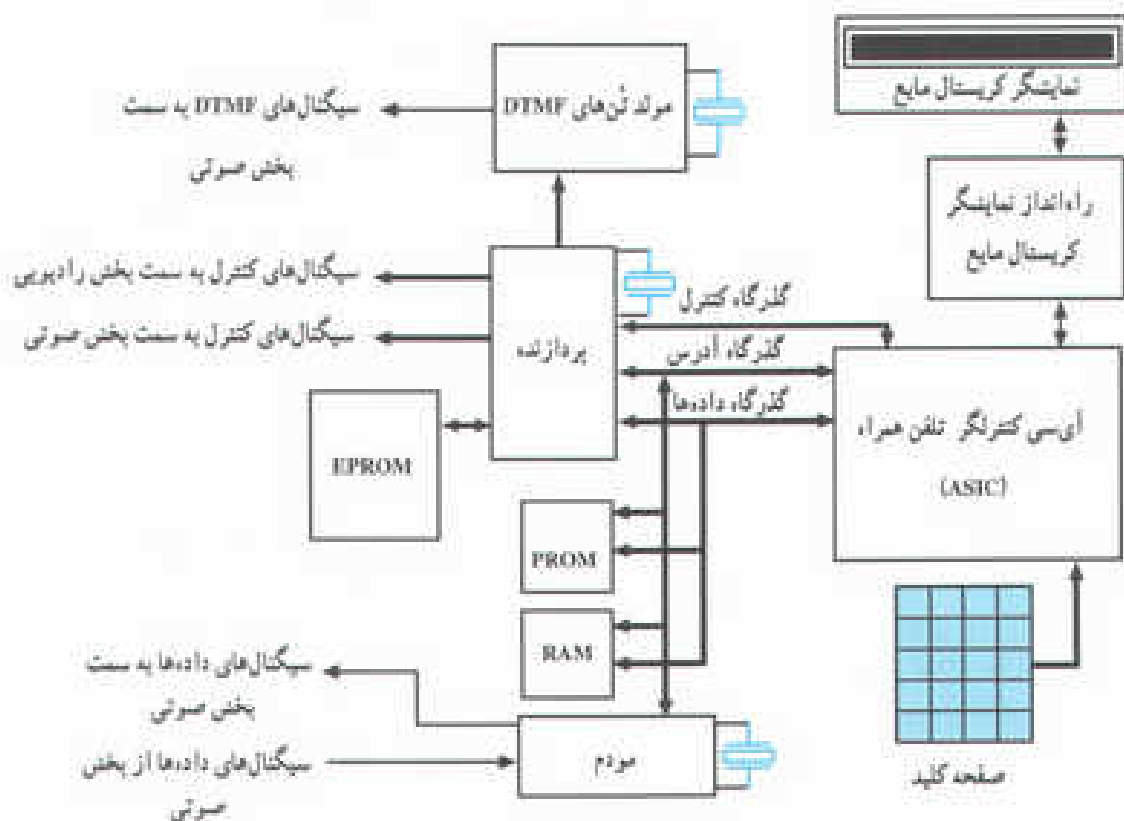 نمایشگر کریستال مایع
مولد تُن‌های DTMF
سیگنال‌های DTMF به سمت
بخش صوتی
راه‌انداز نمایشگر
کریستال مایع
سیگنال‌های کنترل به سمت بخش رادیویی
سیگنال‌های کنترل به سمت بخش صوتی
پردازنده
گذرگاه کنترل
گذرگاه آدرس
گذرگاه داده‌ها
آی‌سی کنترلگر تلفن همراه
(ASIC)
EPROM
PROM
RAM
سیگنال‌های داده‌ها به سمت
بخش صوتی
سیگنال‌های داده‌ها از بخش
صوتی
مودم
صفحه کلید